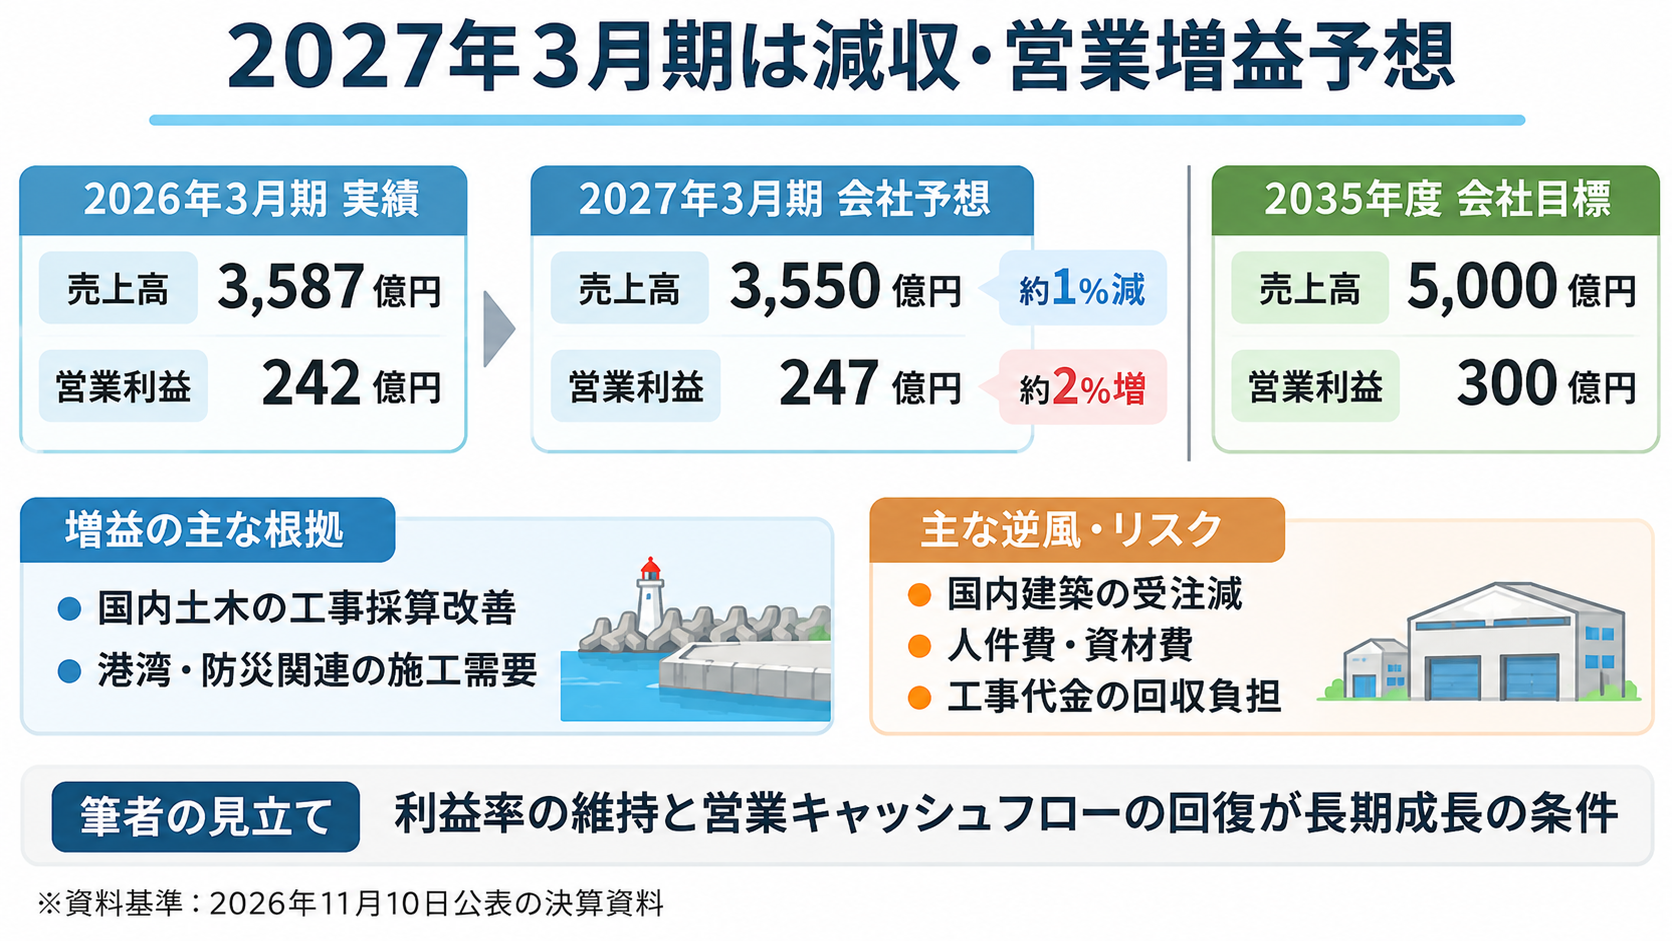 2027年3月期は減収・営業増益予想
2026年3月期 実績
売上高 3,587億円
営業利益 242億円
2027年3月期 会社予想
売上高 3,550億円 約1%減
営業利益 247億円 約2%増
2035年度 会社目標
売上高 5,000億円
営業利益 300億円
増益の主な根拠
国内土木の工事採算改善
港湾・防災関連の施工需要
主な逆風・リスク
国内建築の受注減
人件費・資材費
工事代金の回収負担
筆者の見立て 利益率の維持と営業キャッシュフローの回復が長期成長の条件
※資料基準：2026年11月10日公表の決算資料